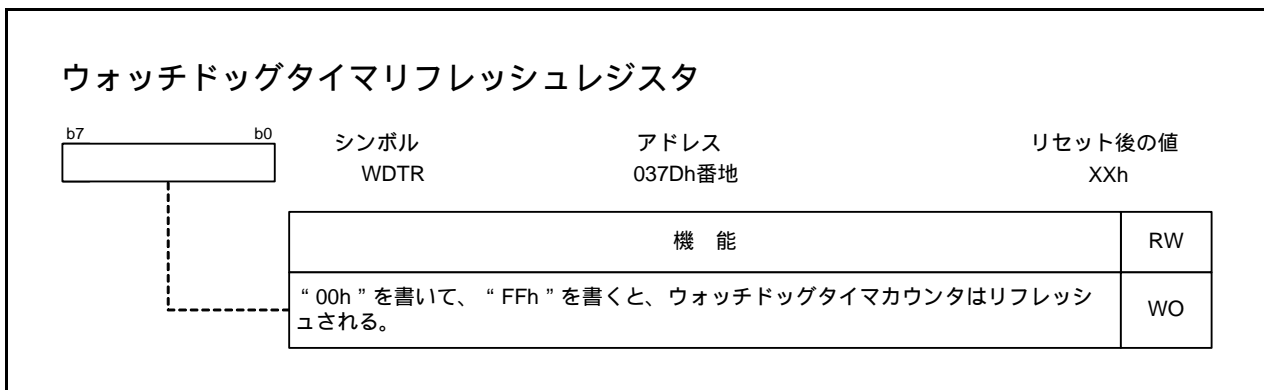 ウォッチドッグタイマリフレッシュレジスタ
b7 b0
シンボル アドレス リセット後の値
WDTR 037Dh番地 XXh
機 能 RW
“ 00h ” を書いて、 “ FFh ” を書くと、ウォッチドッグタイマカウンタはリフレッシ
ュされる。 WO